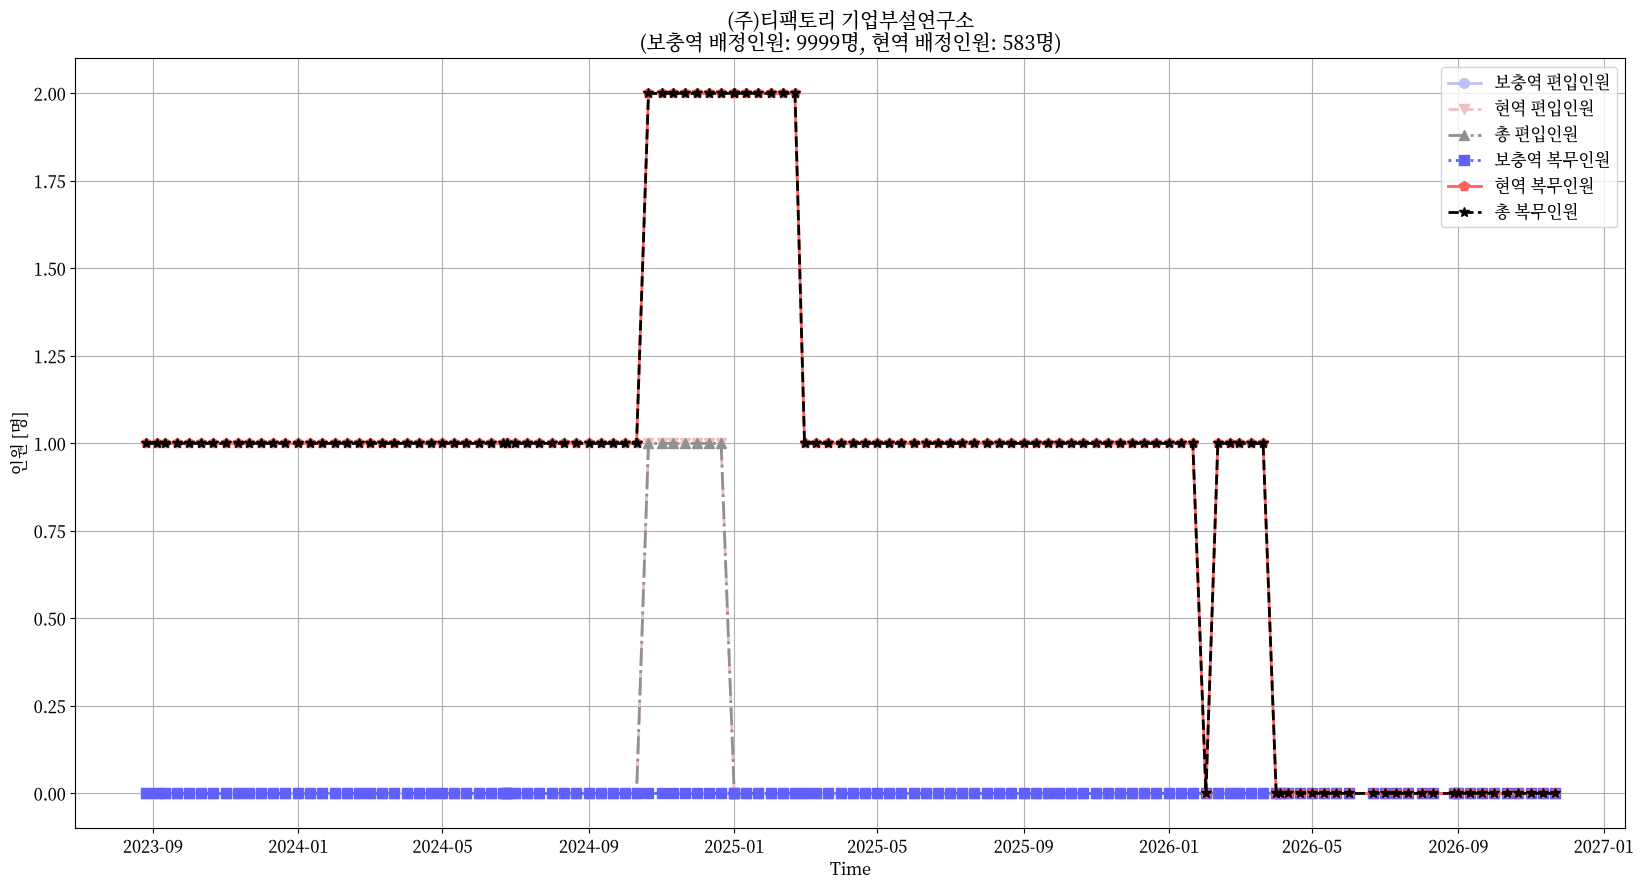 (주)티팩토리 기업부설연구소
(보충역 배정인원: 9999명, 현역 배정인원: 583명)
보충역 편입인원
현역 편입인원
총 편입인원
보충역 복무인원
현역 복무인원
총 복무인원
2.00
1.75
1.50
1.25
1.00
0.75
0.50
0.25
0.00
인원 [명]
2023-09
2024-01
2024-05
2024-09
2025-01
2025-05
2025-09
2026-01
2026-05
2026-09
2027-01
Time